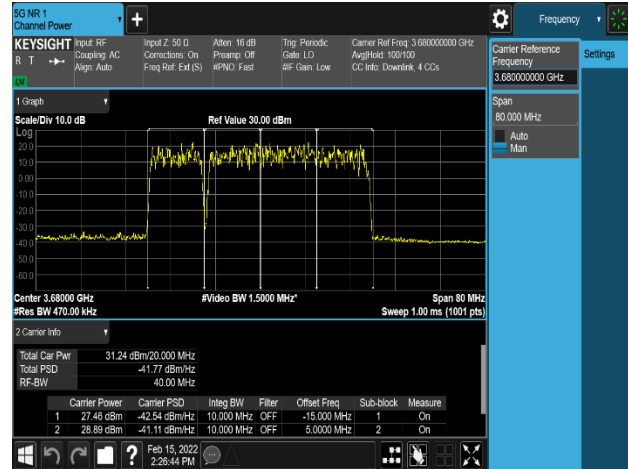 5G NR 1
Channel Power
Frequency
KEYSIGHT
R T
LXI
Input: RF
Coupling: AC
Align: Auto
Input Z: 50 Ω
Corrections: On
Freq Ref: Ext (S)
Atten: 16 dB
Preamp: Off
#PNO: Fast
Trig: Periodic
Gate: LO
#IF Gain: Low
Carrier Ref Freq: 3.680000000 GHz
Avg|Hold: 100/100
CC Info: Downlink, 4 CCs
Carrier Reference
Frequency
3.680000000 GHz
Settings
Span
80.000 MHz
Auto
Man
1 Graph
Scale/Div 10.0 dB
Ref Value 30.00 dBm
Log
20.0
10.0
0.00
-10.0
-20.0
-30.0
-40.0
-50.0
-60.0
Center 3.68000 GHz
#Video BW 1.5000 MHz*
Span 80 MHz
#Res BW 470.00 kHz
Sweep 1.00 ms (1001 pts)
2 Carrier Info
Total Car Pwr 31.24 dBm/20.000 MHz
Total PSD -41.77 dBm/Hz
RF-BW 40.00 MHz
Carrier Power Carrier PSD Integ BW Filter Offset Freq Sub-block Measure
1 27.46 dBm -42.54 dBm/Hz 10.000 MHz OFF -15.000 MHz 1 On
2 28.89 dBm -41.11 dBm/Hz 10.000 MHz OFF 5.0000 MHz 2 On
Feb 15, 2022
2:26:44 PM